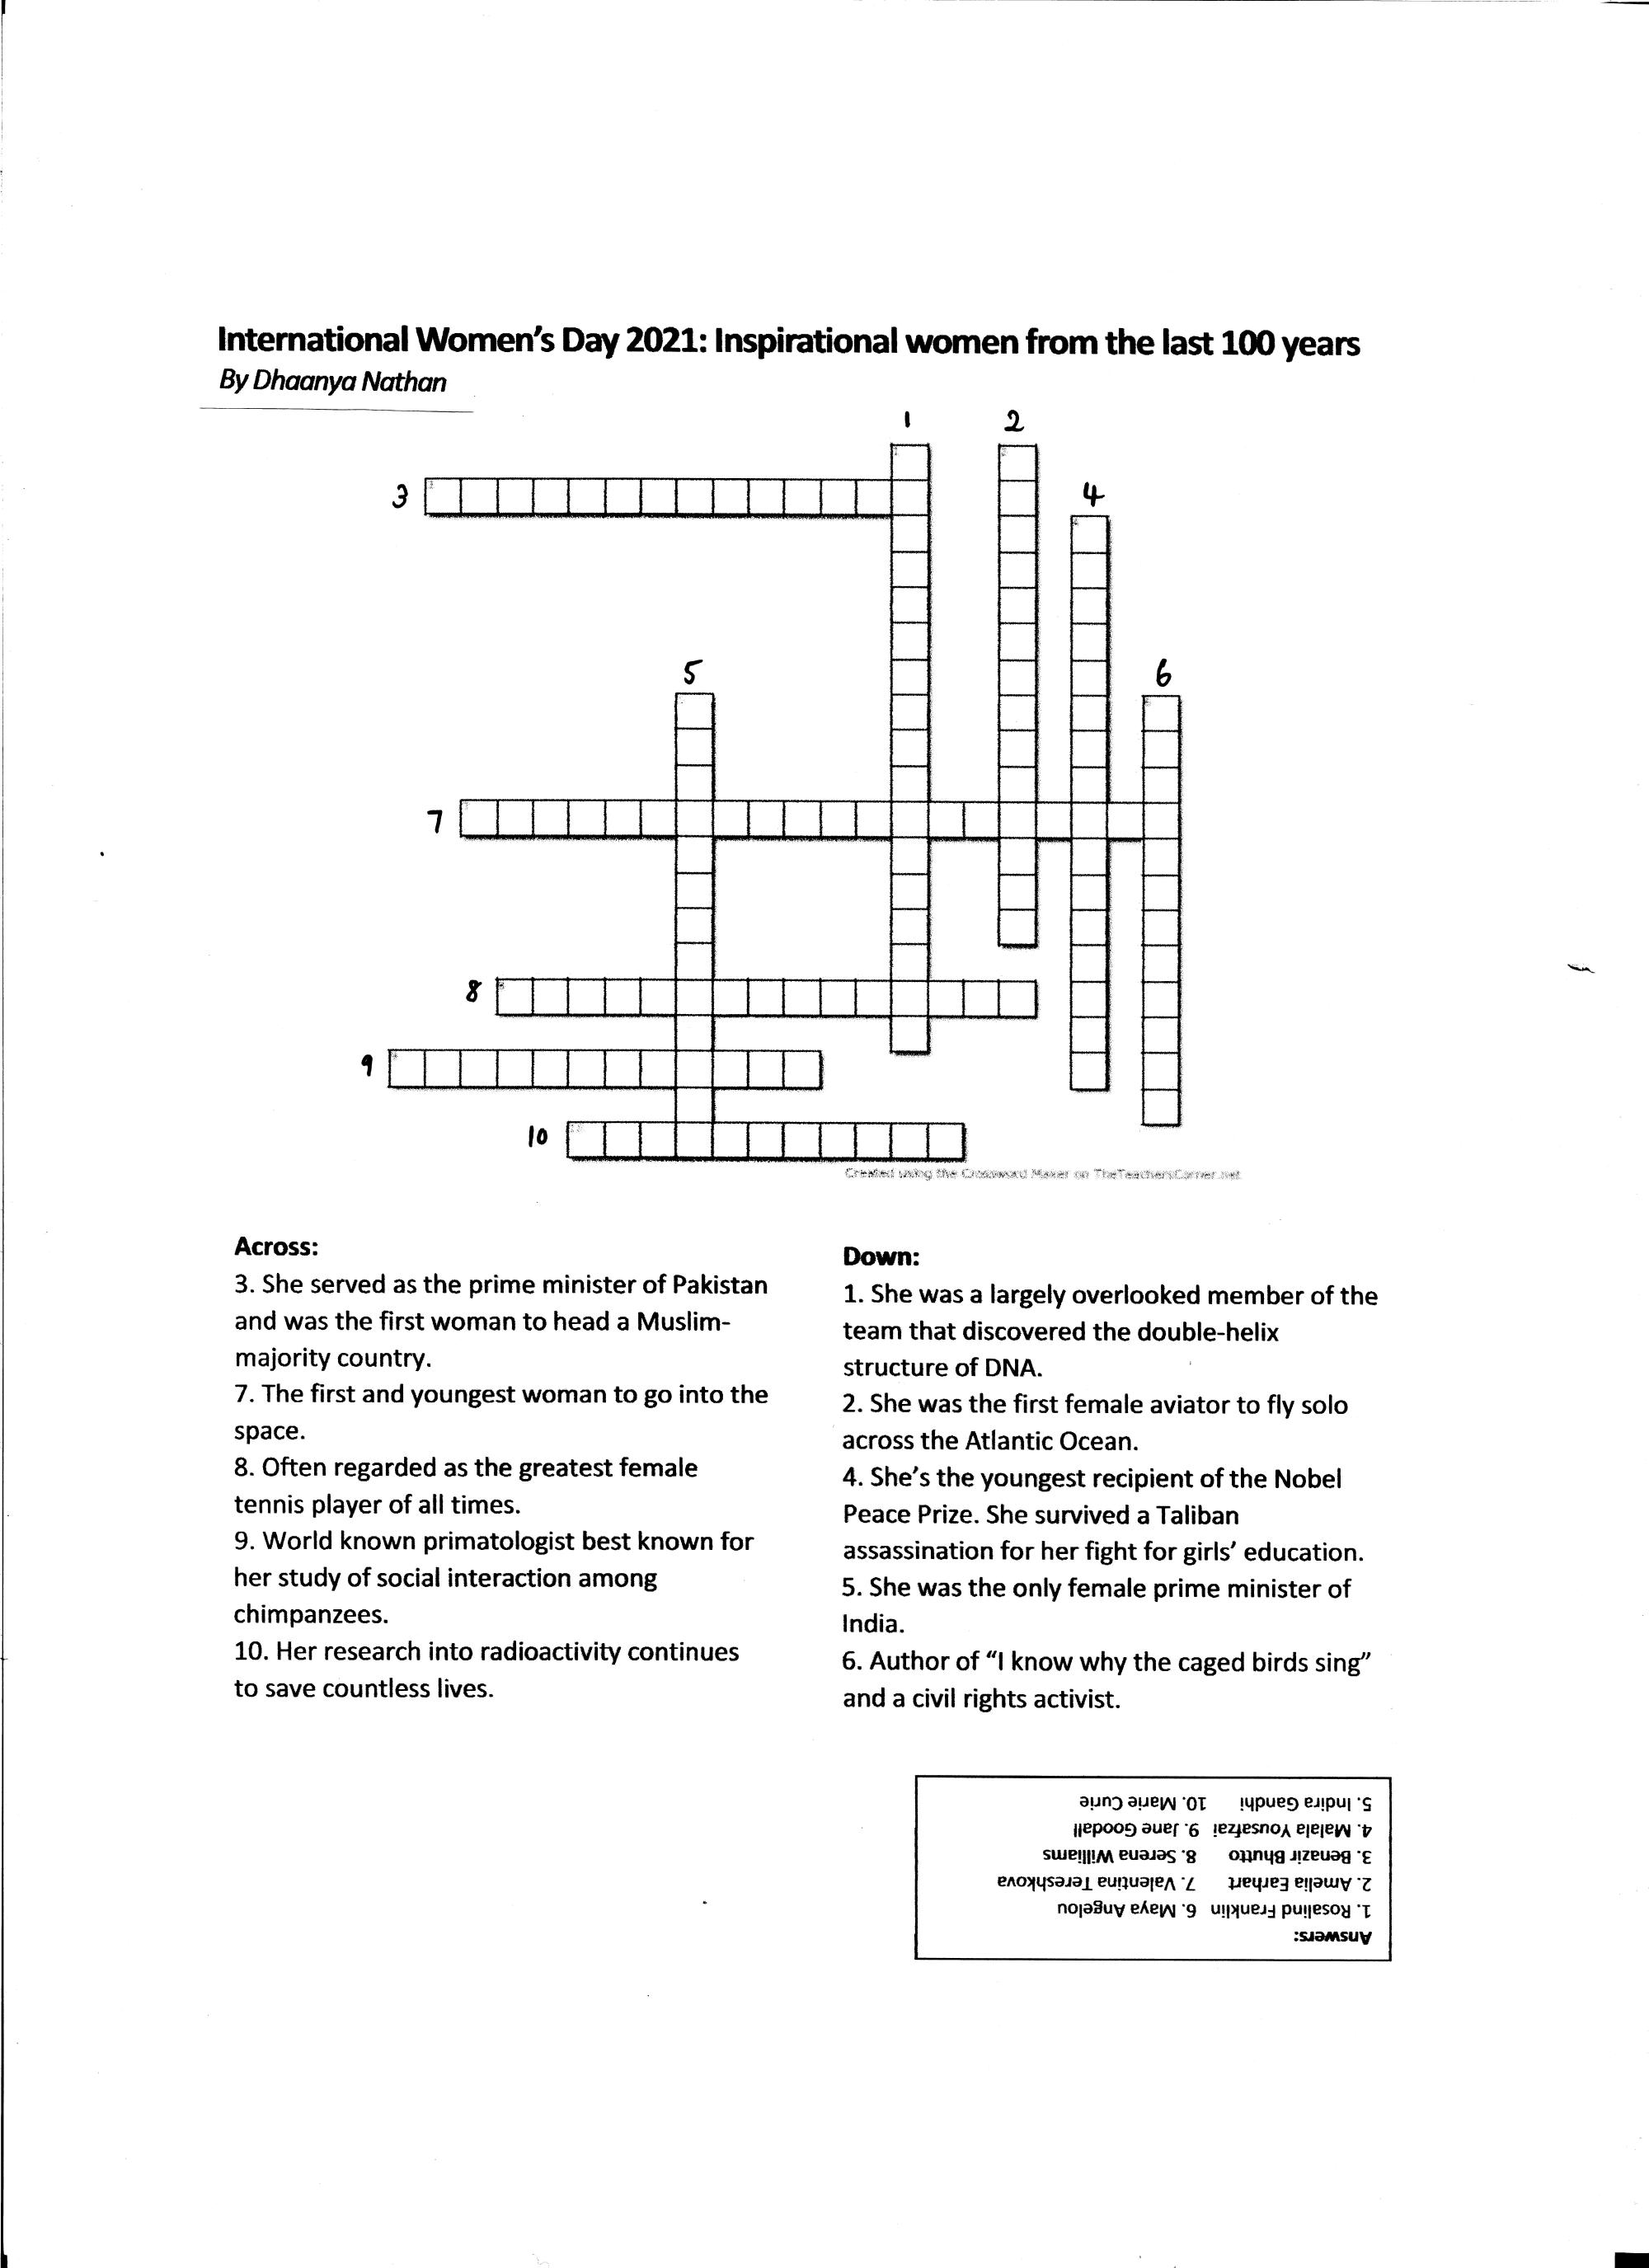 International Women's Day 2021: Inspirational women from the last 100 years
By Dhaanya Nathan
1
2
3
4
5
6
7
8
9
10
Created using the Crossword Maker on TheTeachersCorner.net
Across:
3. She served as the prime minister of Pakistan
and was the first woman to head a Muslim-
majority country.
7. The first and youngest woman to go into the
space.
8. Often regarded as the greatest female
tennis player of all times.
9. World known primatologist best known for
her study of social interaction among
chimpanzees.
10. Her research into radioactivity continues
to save countless lives.
Down:
1. She was a largely overlooked member of the
team that discovered the double-helix
structure of DNA.
2. She was the first female aviator to fly solo
across the Atlantic Ocean.
4. She's the youngest recipient of the Nobel
Peace Prize. She survived a Taliban
assassination for her fight for girls' education.
5. She was the only female prime minister of
India.
6. Author of “I know why the caged birds sing”
and a civil rights activist.
Answers:
1. Rosalind Franklin 6. Maya Angelou
2. Amelia Earhart 7. Valentina Tereshkova
3. Benazir Bhutto 8. Serena Williams
4. Malala Yousafzai 9. Jane Goodall
5. Indira Gandhi 10. Marie Curie